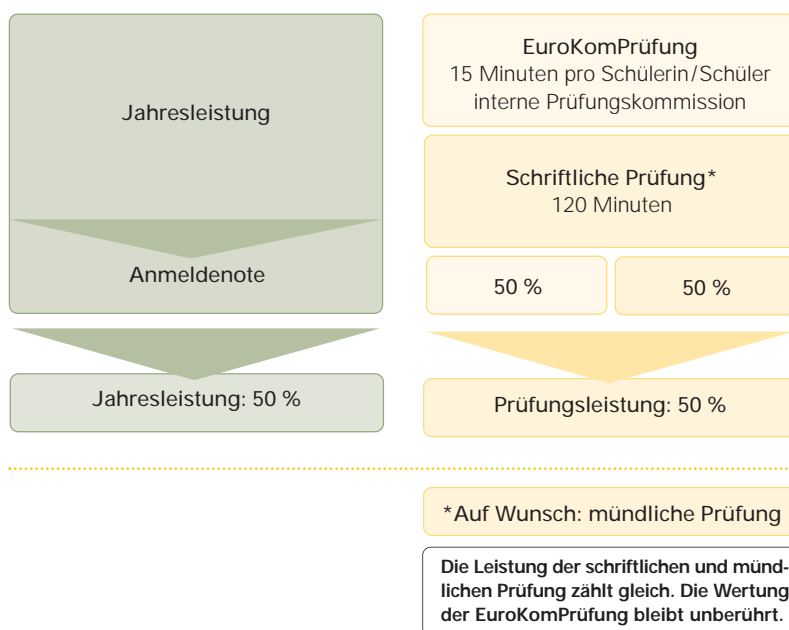 Jahresleistung
Anmeldenote
Jahresleistung: 50 %
EuroKomPrüfung
15 Minuten pro Schülerin/Schüler
interne Prüfungskommission
Schriftliche Prüfung*
120 Minuten
50 %
50 %
Prüfungsleistung: 50 %
*Auf Wunsch: mündliche Prüfung
Die Leistung der schriftlichen und münd-
lichen Prüfung zählt gleich. Die Wertung
der EuroKomPrüfung bleibt unberührt.